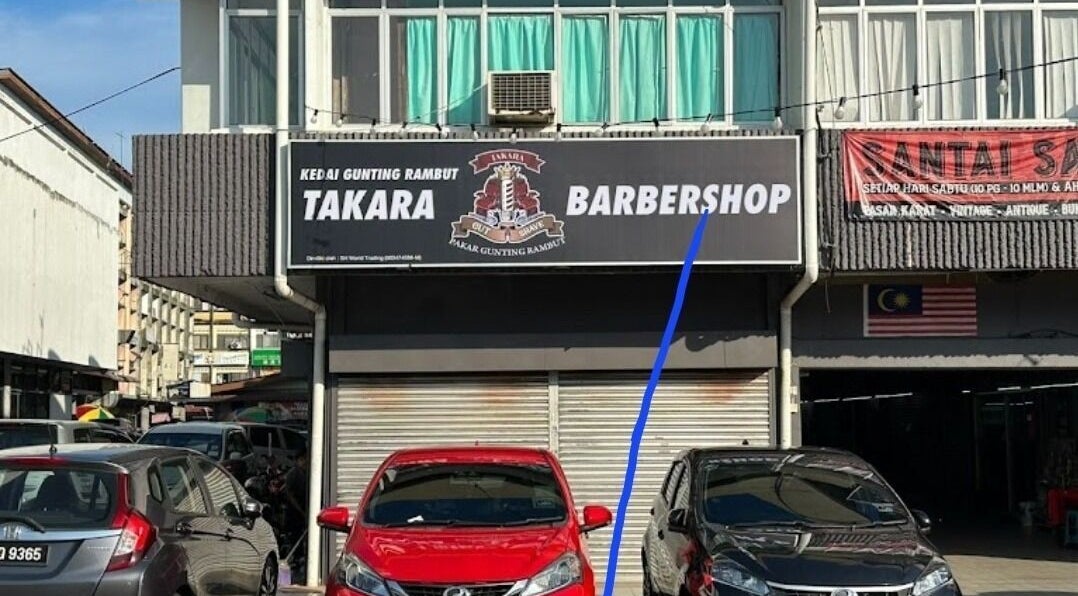 KEDAI GUNTING RAMBUT
TAKARA
TAKARA
CUT SHAVE
PAKAR GUNTING RAMBUT
BARBERSHOP
SANTAI SA
SETIAP HARI SABTU (10 PG - 10 MLM) & AH
PASAR KARAT - VINTAGE - ANTIQUE - BU
9365